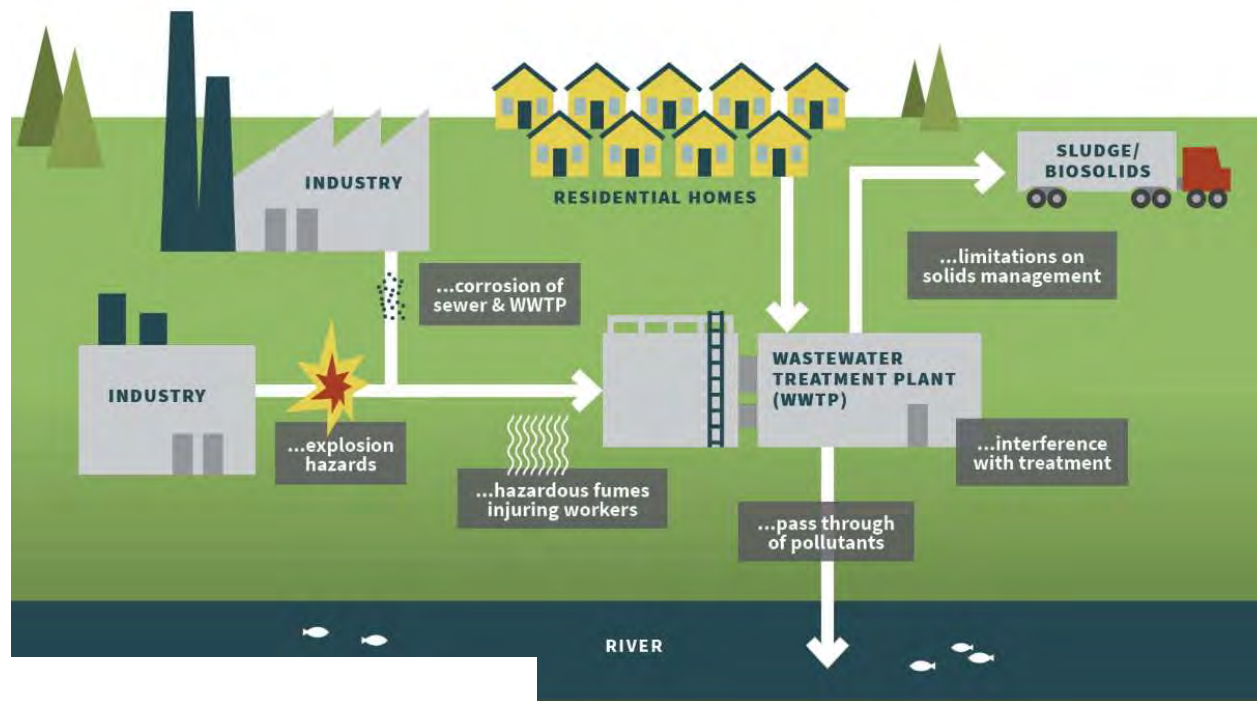 INDUSTRY
RESIDENTIAL HOMES
SLUDGE/
BIOSOLIDS
...limitations on
solids management
...corrosion of
sewer & WWTP
INDUSTRY
WASTEWATER
TREATMENT PLANT
(WWTP)
...explosion
hazards
...hazardous fumes
injuring workers
...interference
with treatment
...pass through
of pollutants
RIVER